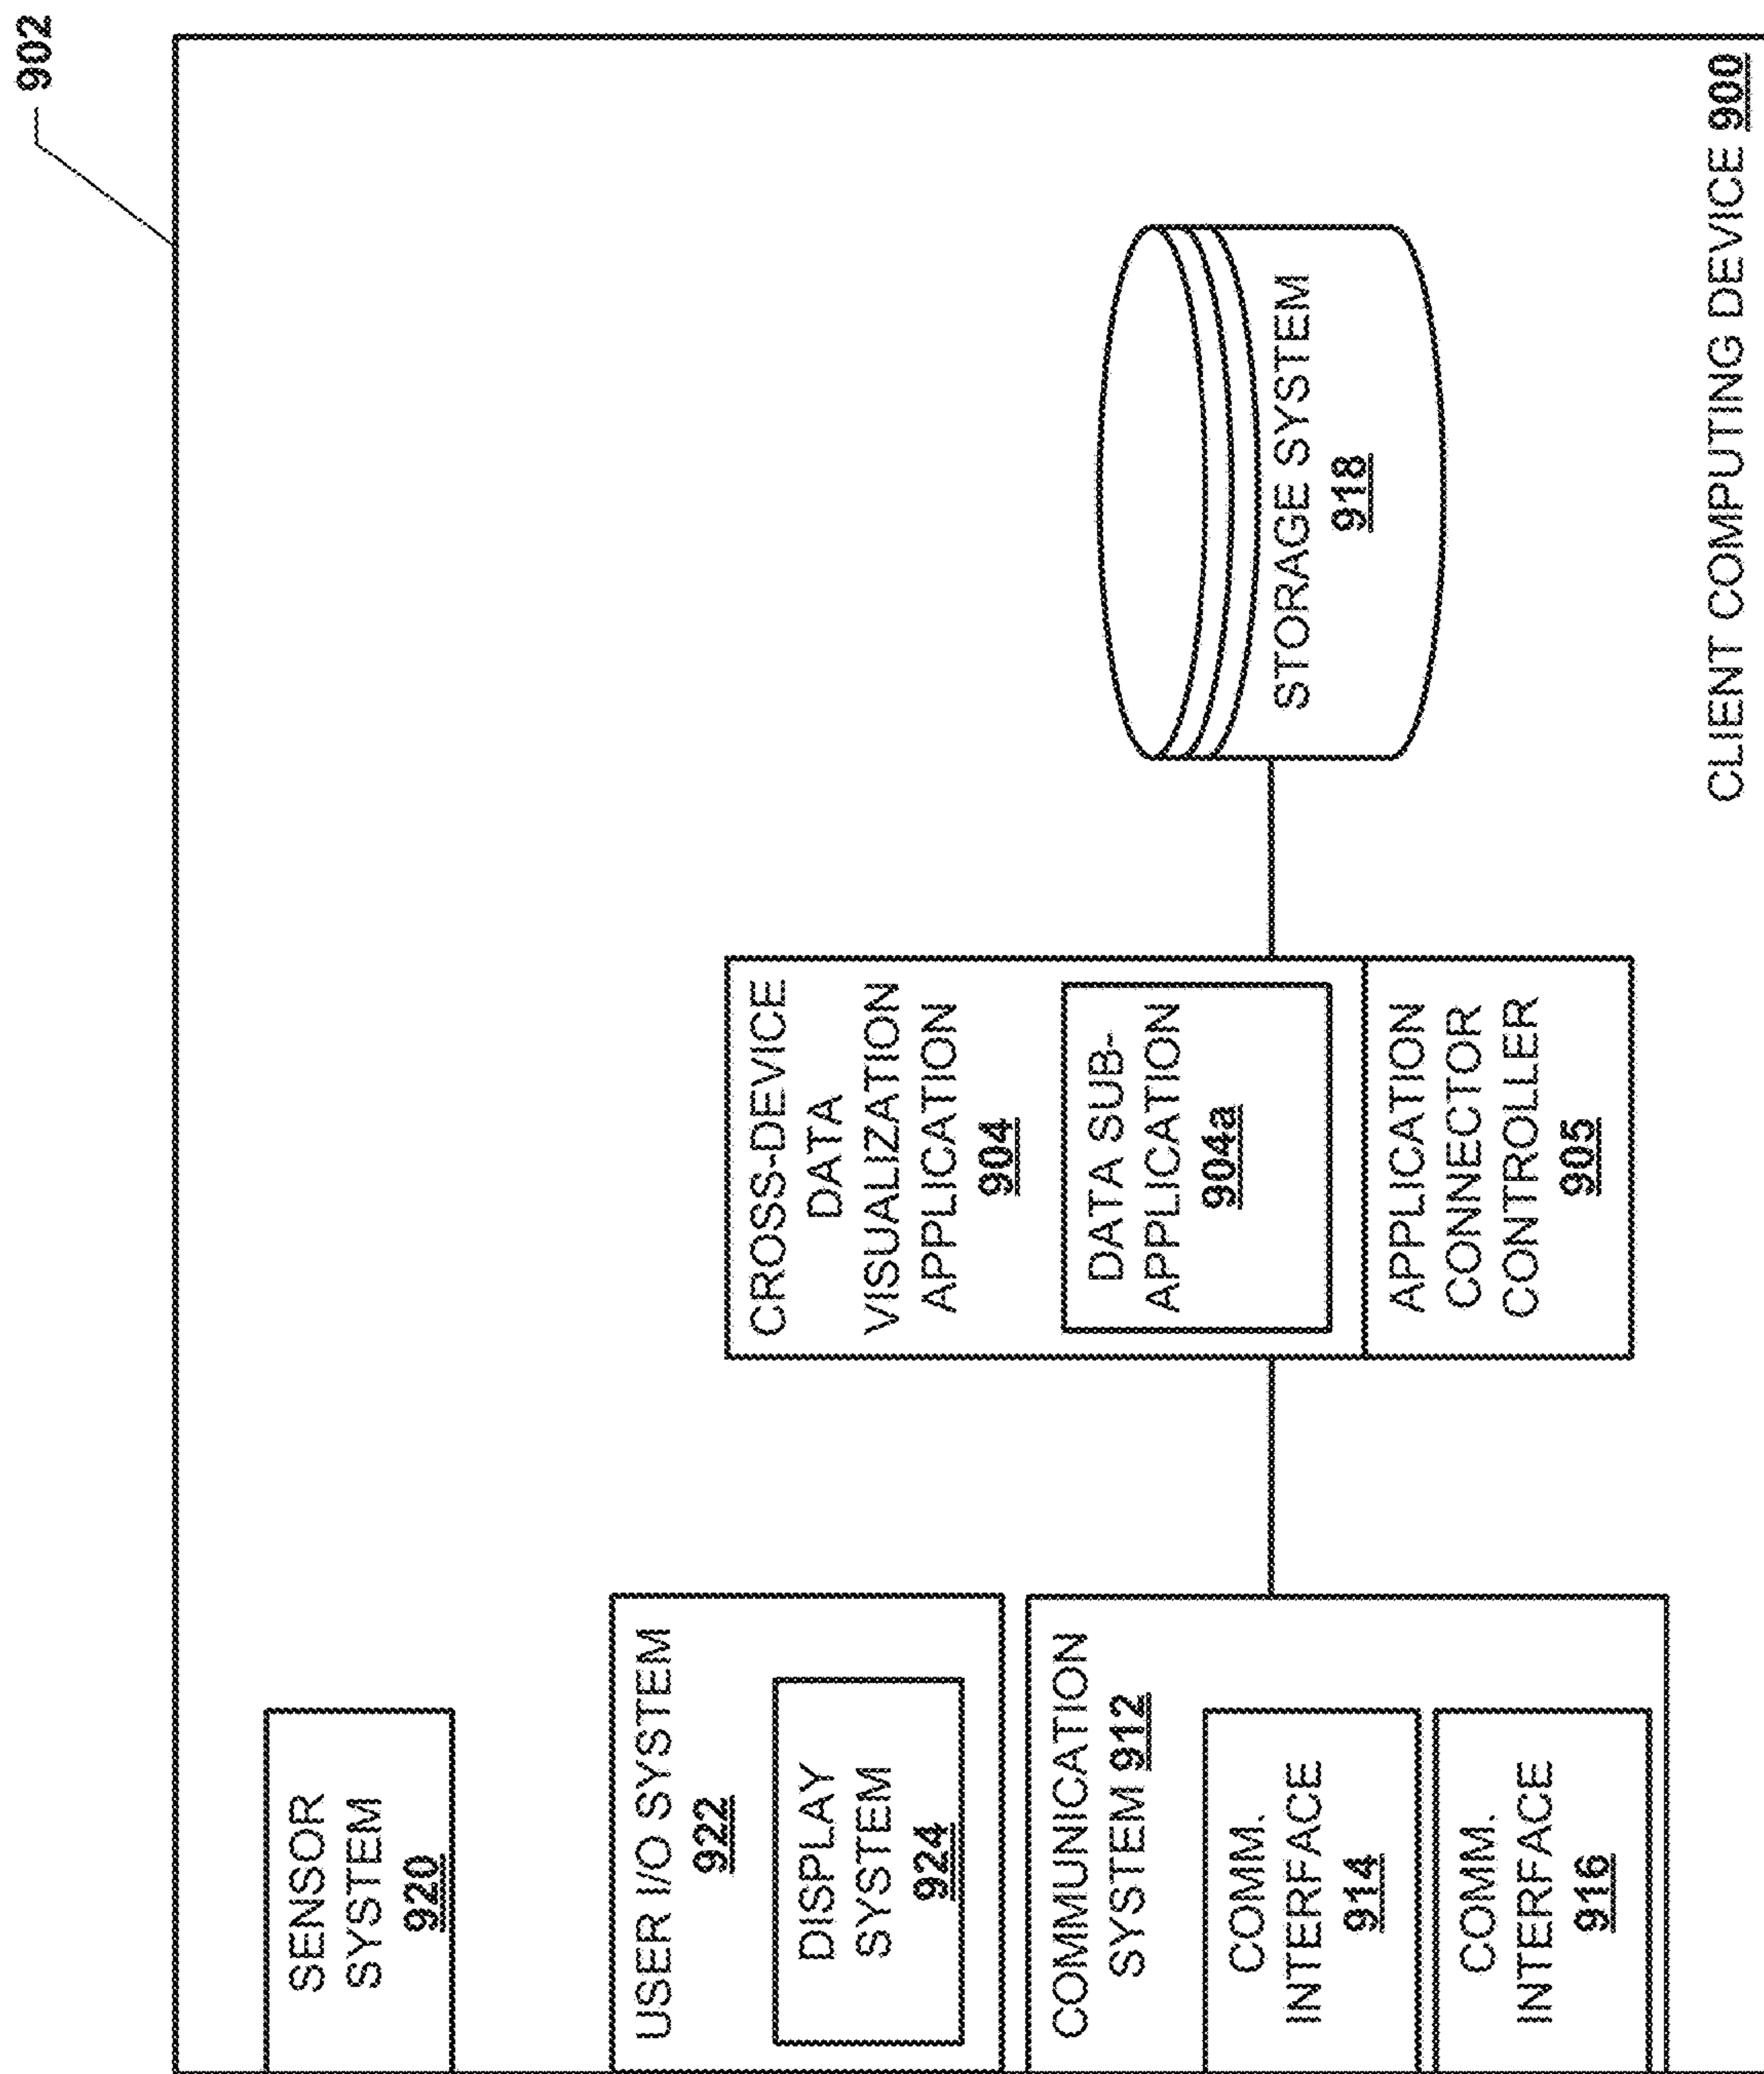 902
SENSOR
SYSTEM
920
USER I/O SYSTEM
922
DISPLAY
SYSTEM
924
COMMUNICATION
SYSTEM 912
COMM.
INTERFACE
914
COMM.
INTERFACE
916
CROSS-DEVICE
DATA
VISUALIZATION
APPLICATION
904
DATA SUB-
APPLICATION
904a
APPLICATION
CONNECTOR
CONTROLLER
905
STORAGE SYSTEM
918
CLIENT COMPUTING DEVICE 900